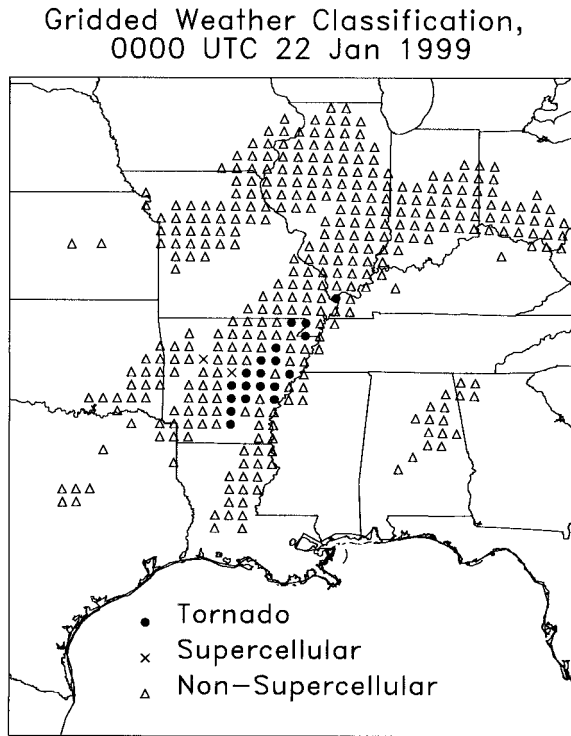 Gridded Weather Classification,
0000 UTC 22 Jan 1999
Tornado
Supercellular
Non-Supercellular